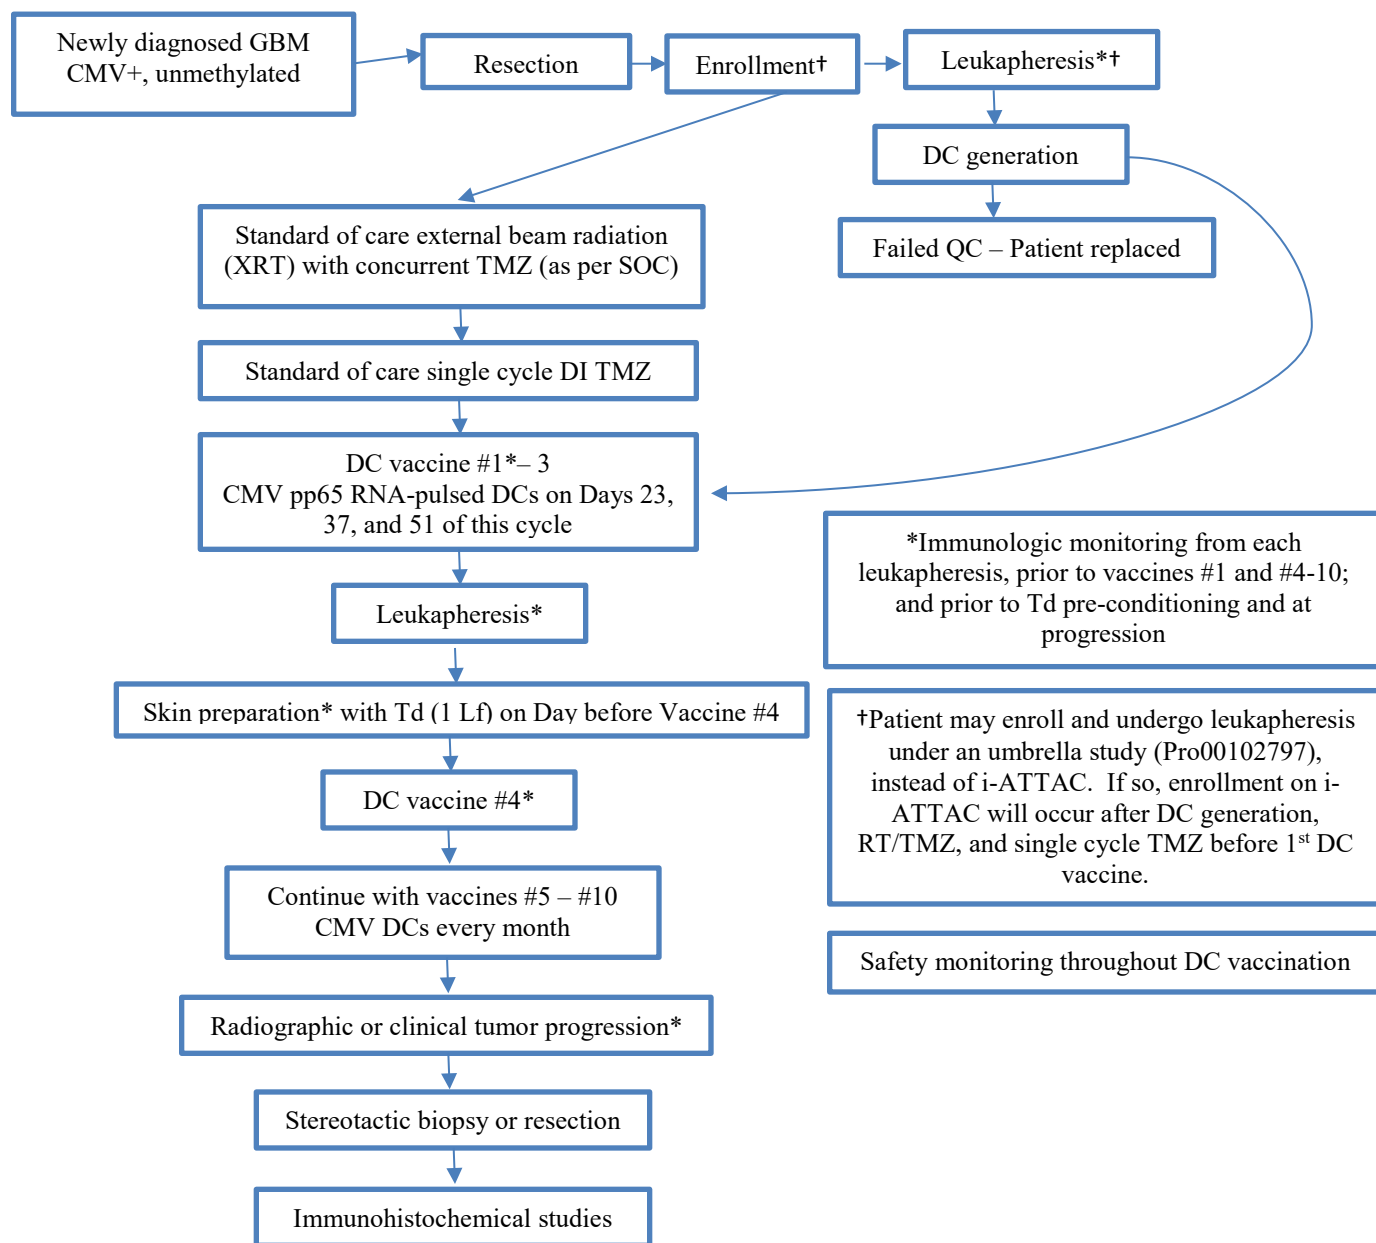 Newly diagnosed GBM
CMV+, unmethylated
Resection
Enrollment†
Leukapheresis*†
DC generation
Failed QC – Patient replaced
Standard of care external beam radiation
(XRT) with concurrent TMZ (as per SOC)
Standard of care single cycle DI TMZ
DC vaccine #1*– 3
CMV pp65 RNA-pulsed DCs on Days 23,
37, and 51 of this cycle
Leukapheresis*
Skin preparation* with Td (1 Lf) on Day before Vaccine #4
DC vaccine #4*
Continue with vaccines #5 – #10
CMV DCs every month
Radiographic or clinical tumor progression*
Stereotactic biopsy or resection
Immunohistochemical studies
*Immunologic monitoring from each
leukapheresis, prior to vaccines #1 and #4-10;
and prior to Td pre-conditioning and at
progression
†Patient may enroll and undergo leukapheresis
under an umbrella study (Pro00102797),
instead of i-ATTAC.  If so, enrollment on i-
ATTAC will occur after DC generation,
RT/TMZ, and single cycle TMZ before 1st DC
vaccine.
Safety monitoring throughout DC vaccination